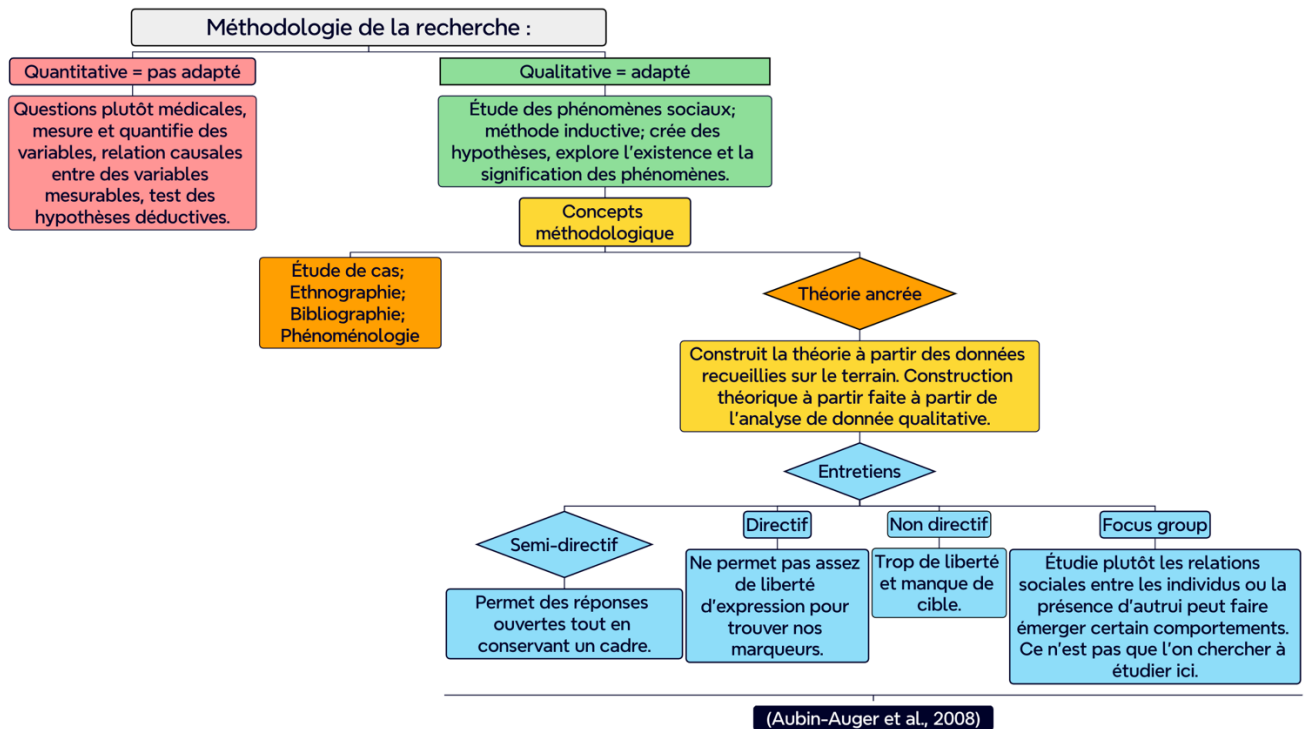 Méthodologie de la recherche :
Quantitative = pas adapté
Questions plutôt médicales,
mesure et quantifie des
variables, relation causales
entre des variables
mesurables, test des
hypothèses déductives.
Qualitative = adapté
Étude des phénomènes sociaux;
méthode inductive; crée des
hypothèses, explore l'existence et la
signification des phénomènes.
Concepts
méthodologique
Étude de cas;
Ethnographie;
Bibliographie;
Phénoménologie
Théorie ancrée
Construit la théorie à partir des données
recueillies sur le terrain. Construction
théorique à partir faite à partir de
l'analyse de donnée qualitative.
Entretiens
Semi-directif
Permet des réponses
ouvertes tout en
conservant un cadre.
Directif
Ne permet pas assez
de liberté
d'expression pour
trouver nos
marqueurs.
Non directif
Trop de liberté
et manque de
cible.
Focus group
Étudie plutôt les relations
sociales entre les individus ou la
présence d'autrui peut faire
émerger certain comportements.
Ce n'est pas que l'on chercher à
étudier ici.
(Aubin-Auger et al., 2008)